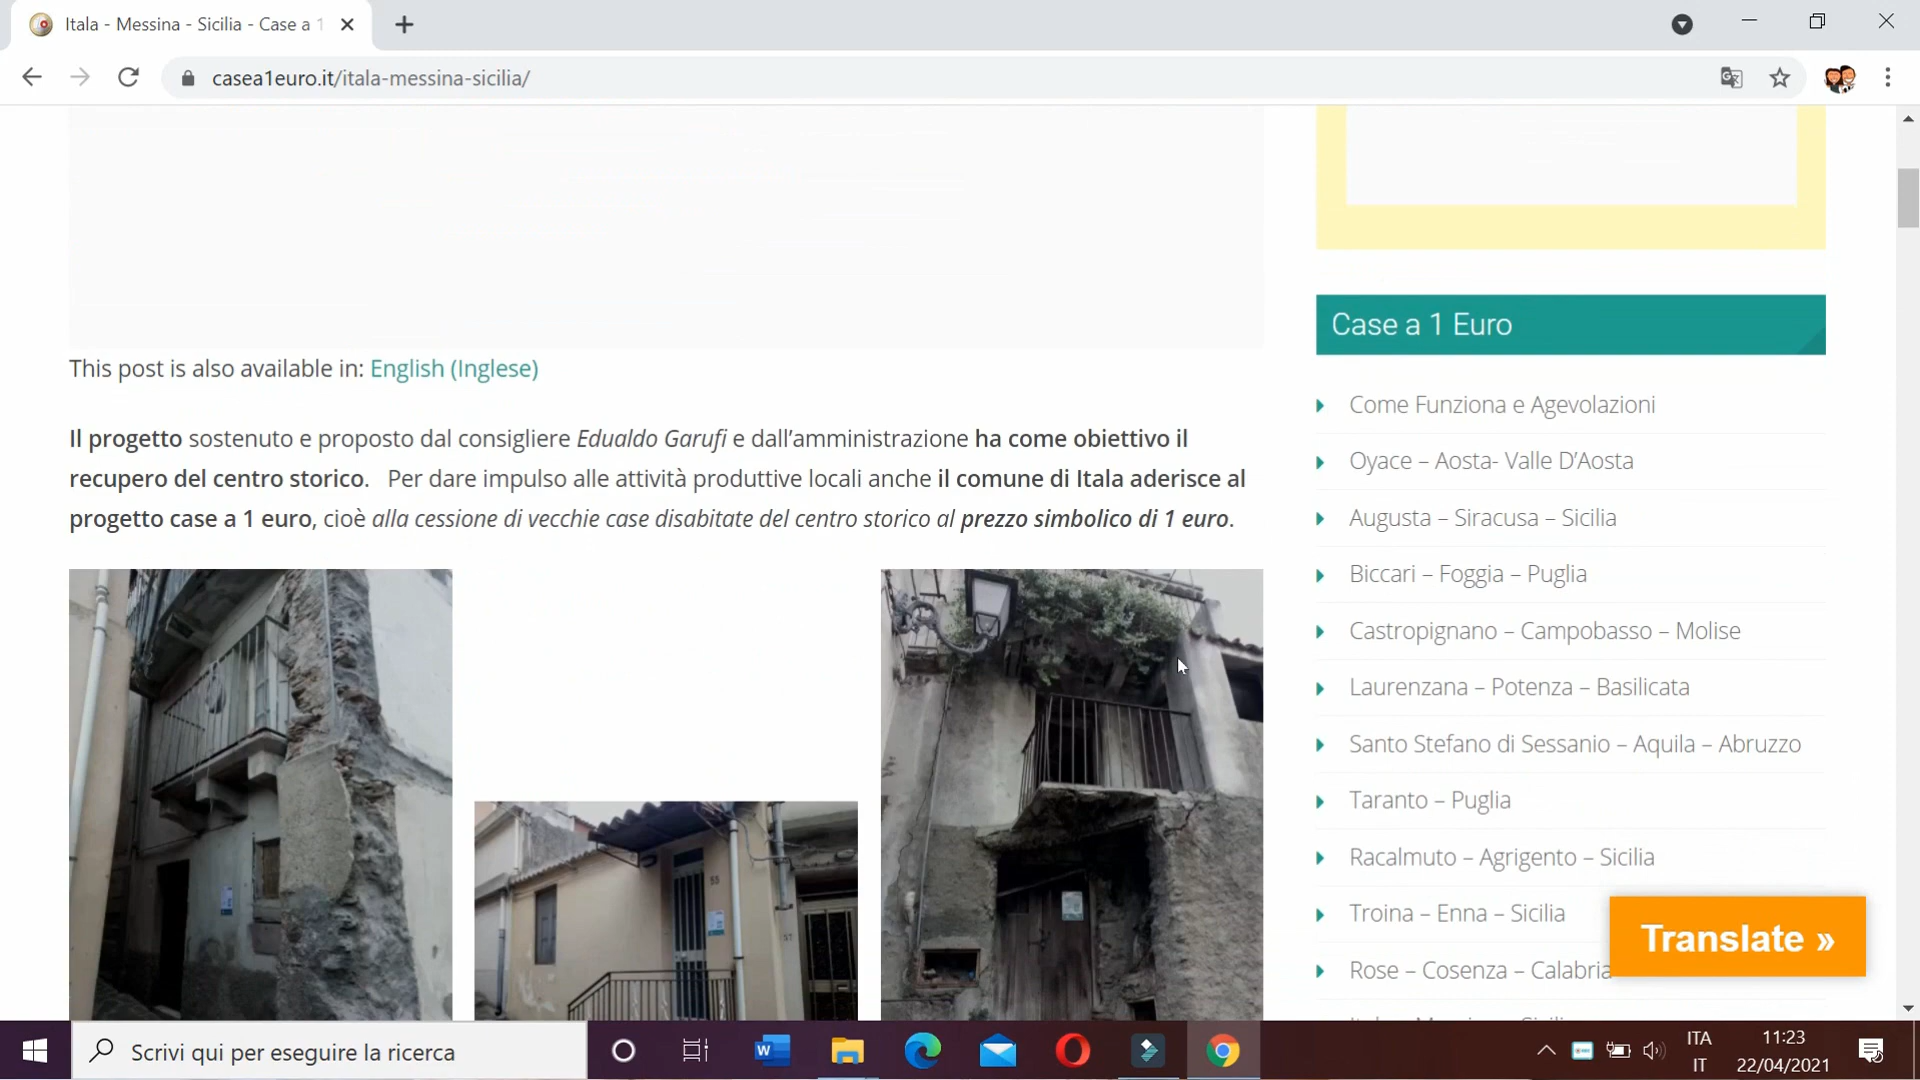 Itala - Messina - Sicilia - Case a 1
casea1euro.it/itala-messina-sicilia/
This post is also available in: English (Inglese)
Il progetto sostenuto e proposto dal consigliere Edualdo Garufi e dall’amministrazione ha come obiettivo il
recupero del centro storico. Per dare impulso alle attività produttive locali anche il comune di Itala aderisce al
progetto case a 1 euro, cioè alla cessione di vecchie case disabitate del centro storico al prezzo simbolico di 1 euro.
Case a 1 Euro
Come Funziona e Agevolazioni
Oyace – Aosta- Valle D’Aosta
Augusta – Siracusa – Sicilia
Biccari – Foggia – Puglia
Castropignano – Campobasso – Molise
Laurenzana – Potenza – Basilicata
Santo Stefano di Sessanio – Aquila – Abruzzo
Taranto – Puglia
Racalmuto – Agrigento – Sicilia
Troina – Enna – Sicilia
Rose – Cosenza – Calabria
Translate »
55
57
Scrivi qui per eseguire la ricerca
ITA
IT
11:23
22/04/2021